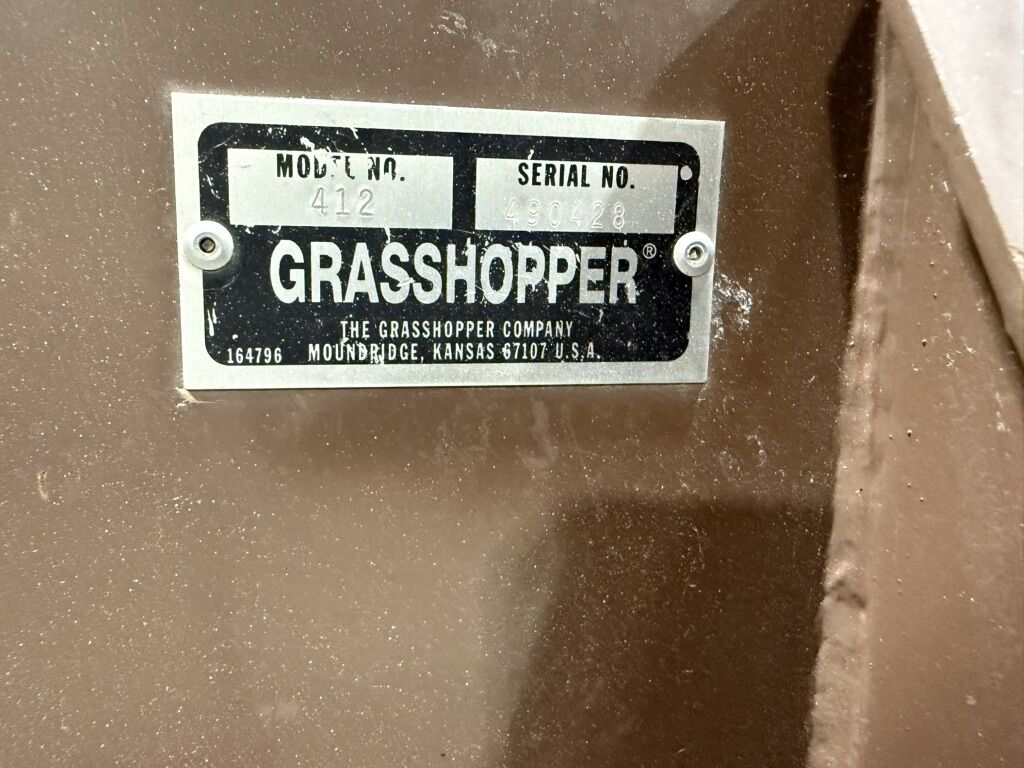 MODEL NO.
412
SERIAL NO.
490428
GRASSHOPPER®
THE GRASSHOPPER COMPANY
164796 MOUNDRIDGE, KANSAS 67107 U.S.A.